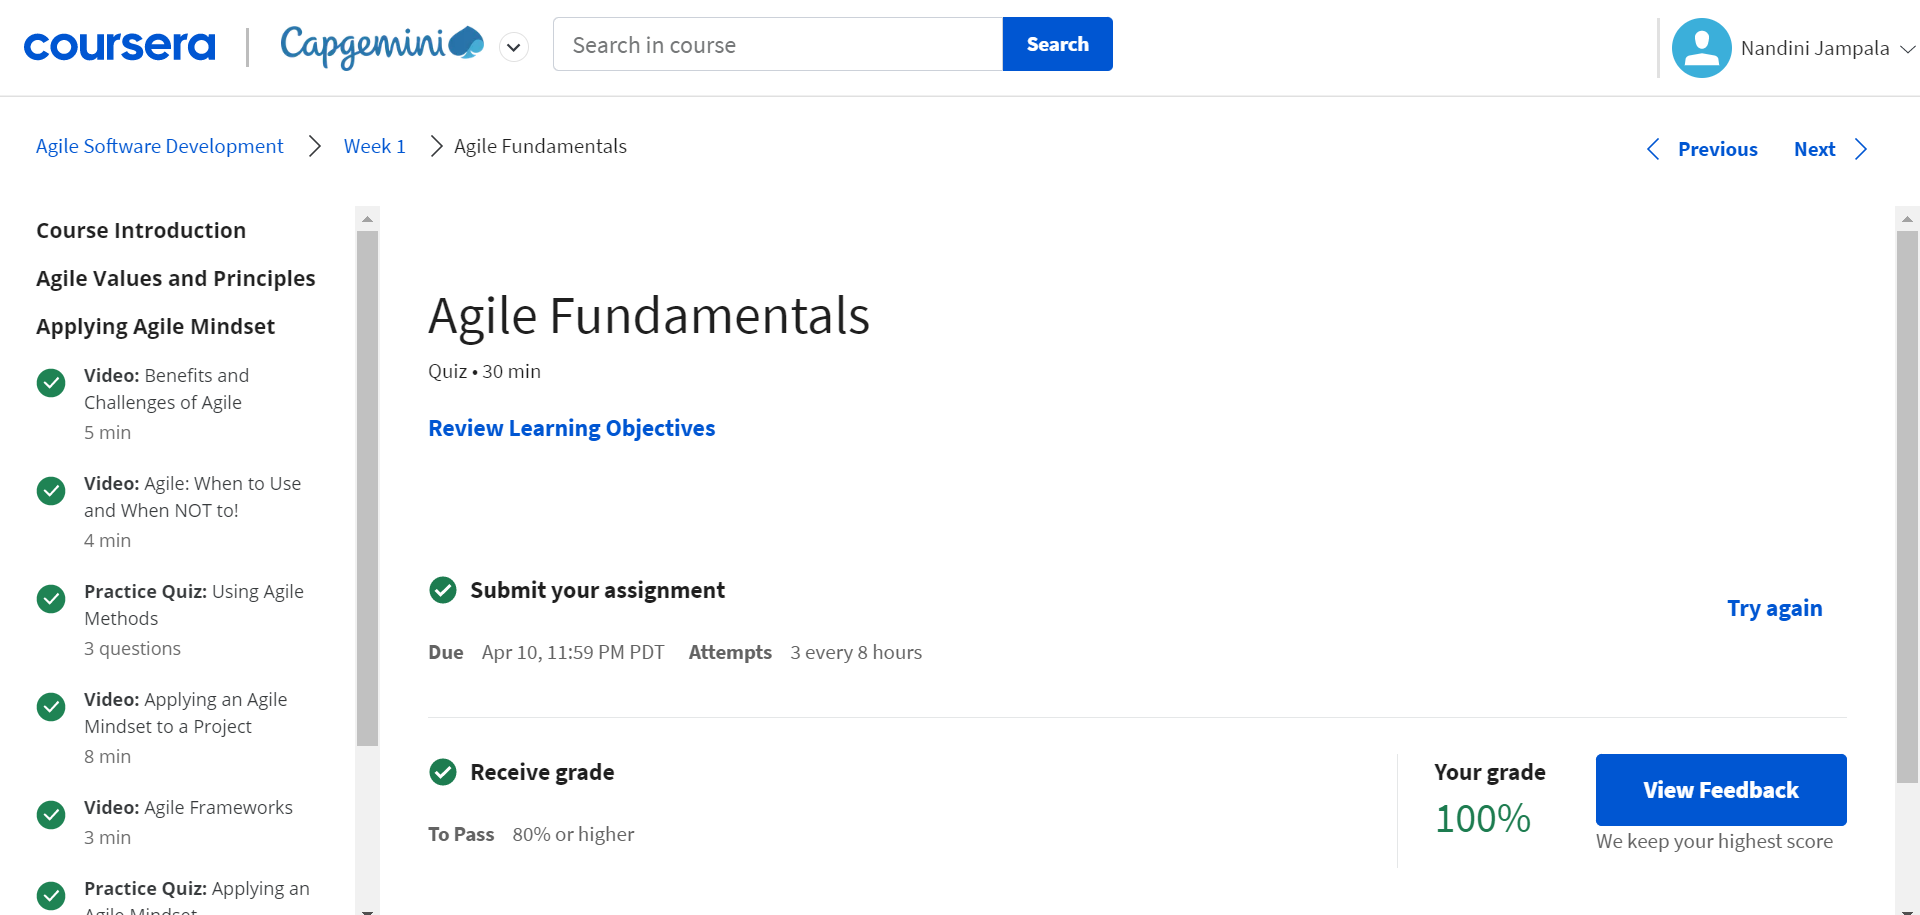 coursera
Capgemini
Search in course
Search
Nandini Jampala
Agile Software Development
Week 1
Agile Fundamentals
Previous
Next
Course Introduction
Agile Values and Principles
Applying Agile Mindset
Video: Benefits and
Challenges of Agile
5 min
Video: Agile: When to Use
and When NOT to!
4 min
Practice Quiz: Using Agile
Methods
3 questions
Video: Applying an Agile
Mindset to a Project
8 min
Video: Agile Frameworks
3 min
Practice Quiz: Applying an
Agile Mindset
Agile Fundamentals
Quiz • 30 min
Review Learning Objectives
Submit your assignment
Try again
Due Apr 10, 11:59 PM PDT Attempts 3 every 8 hours
Receive grade
To Pass 80% or higher
Your grade
100%
View Feedback
We keep your highest score